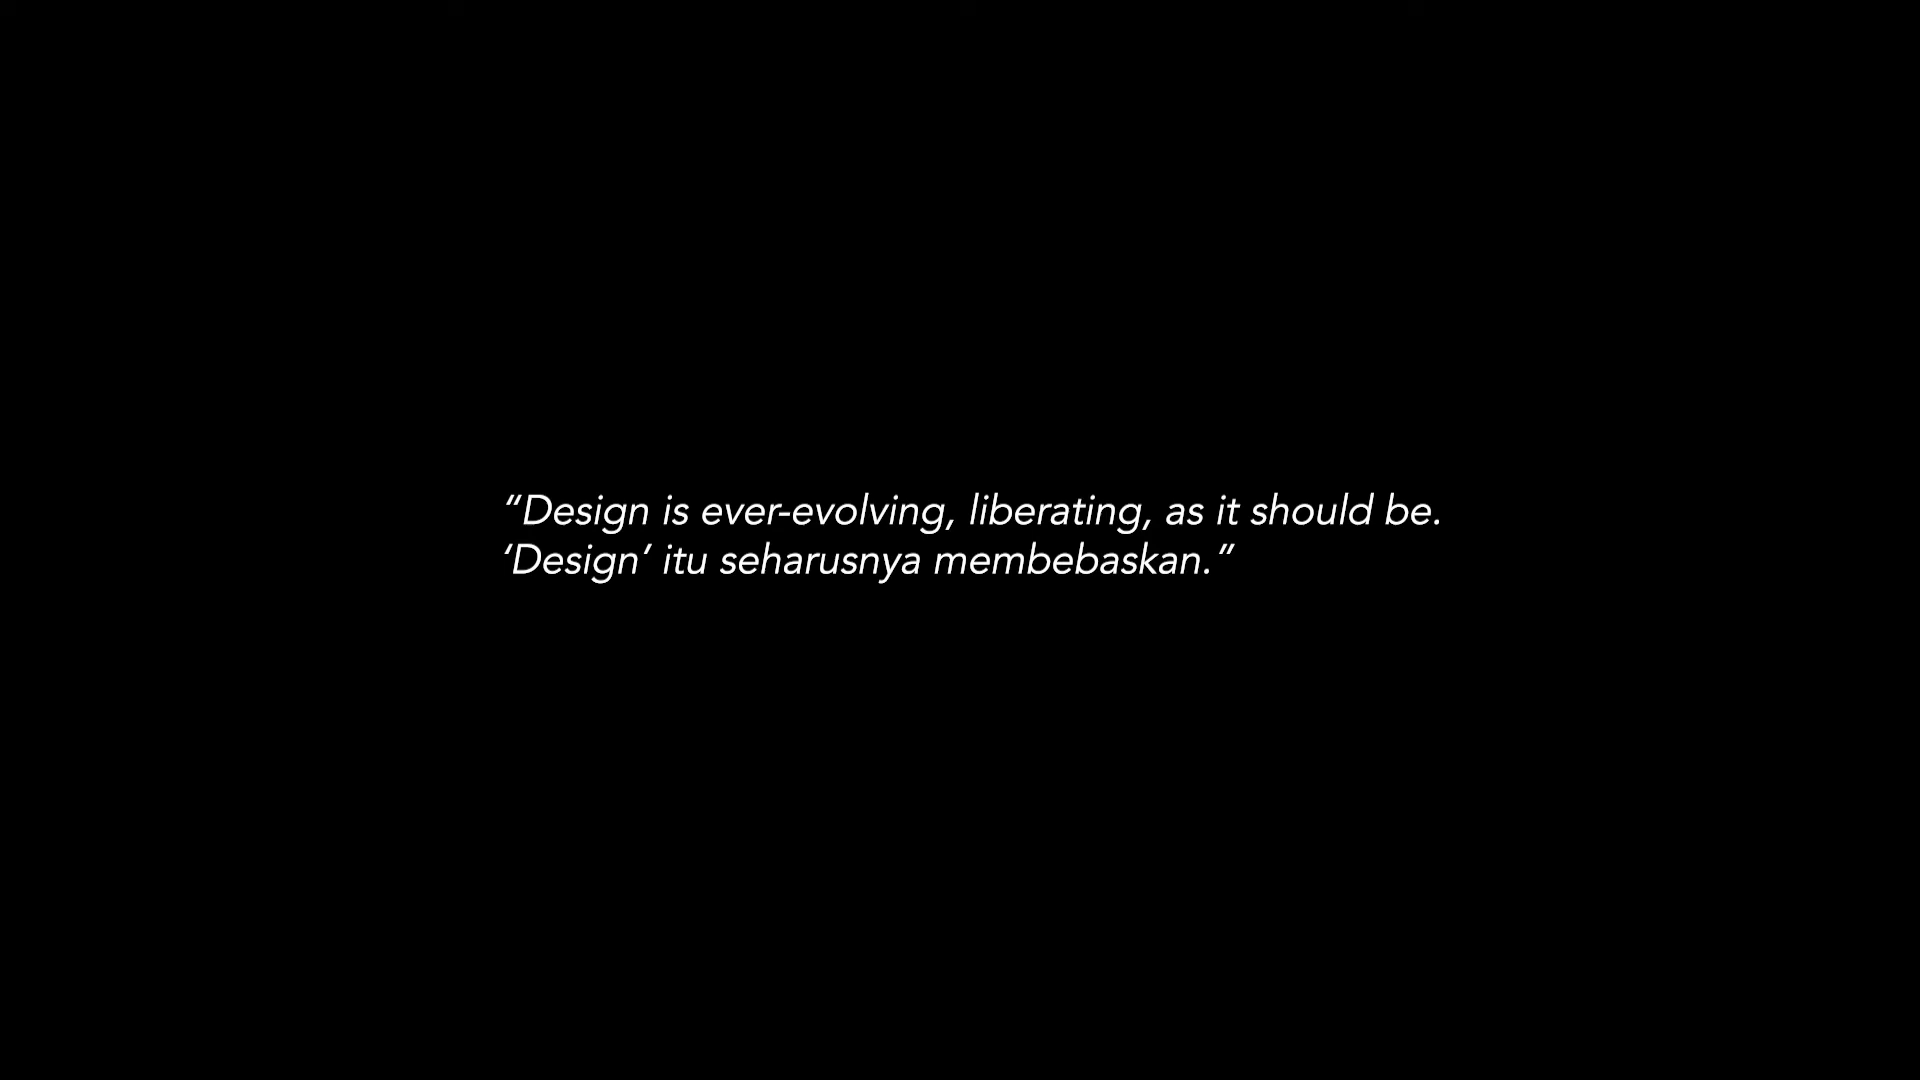 “Design is ever-evolving, liberating, as it should be.
‘Design’ itu seharusnya membebaskan.”